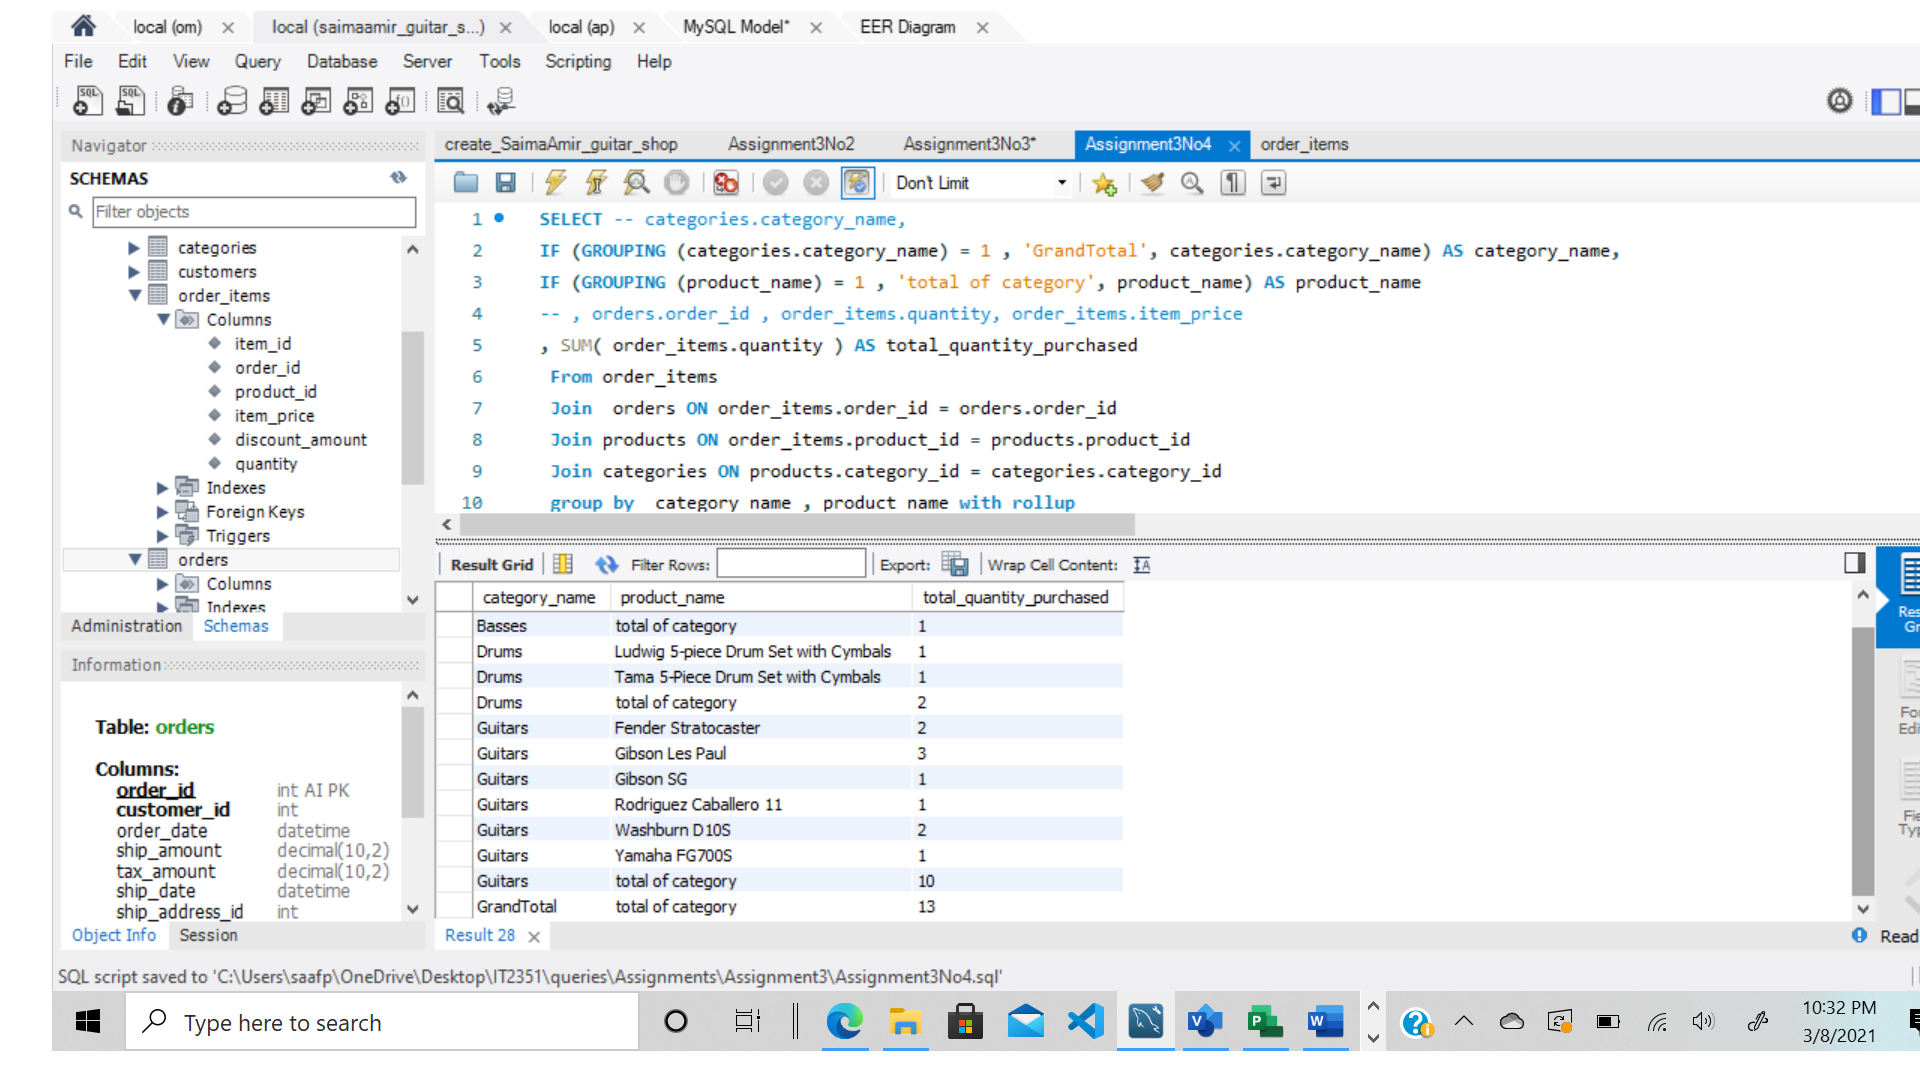 local (om) local (saimaamir_guitar_s...) local (ap) MySQL Model* EER Diagram
File Edit View Query Database Server Tools Scripting Help
Navigator
create_SaimaAmir_guitar_shop Assignment3No2 Assignment3No3* Assignment3No4 order_items
SCHEMAS
Don't Limit
Filter objects
categories
customers
order_items
Columns
item_id
order_id
product_id
item_price
discount_amount
quantity
Indexes
Foreign Keys
Triggers
orders
Columns
Indexes
Administration Schemas
1 SELECT -- categories.category_name,
2 IF (GROUPING (categories.category_name) = 1 , 'GrandTotal', categories.category_name) AS category_name,
3 IF (GROUPING (product_name) = 1 , 'total of category', product_name) AS product_name
4 -- , orders.order_id , order_items.quantity, order_items.item_price
5 , SUM( order_items.quantity ) AS total_quantity_purchased
6 From order_items
7 Join orders ON order_items.order_id = orders.order_id
8 Join products ON order_items.product_id = products.product_id
9 Join categories ON products.category_id = categories.category_id
10 group by category_name , product_name with rollup
Result Grid Filter Rows: Export: Wrap Cell Content:
category_name product_name total_quantity_purchased
Basses total of category 1
Drums Ludwig 5-piece Drum Set with Cymbals 1
Drums Tama 5-Piece Drum Set with Cymbals 1
Drums total of category 2
Guitars Fender Stratocaster 2
Guitars Gibson Les Paul 3
Guitars Gibson SG 1
Guitars Rodriguez Caballero 11 1
Guitars Washburn D10S 2
Guitars Yamaha FG700S 1
Guitars total of category 10
GrandTotal total of category 13
Information
Table: orders
Columns:
order_id int AI PK
customer_id int
order_date datetime
ship_amount decimal(10,2)
tax_amount decimal(10,2)
ship_date datetime
ship_address_id int
Object Info Session
Result 28
Read
SQL script saved to 'C:\Users\saafp\OneDrive\Desktop\IT2351\queries\Assignments\Assignment3\Assignment3No4.sql'
Type here to search
10:32 PM
3/8/2021